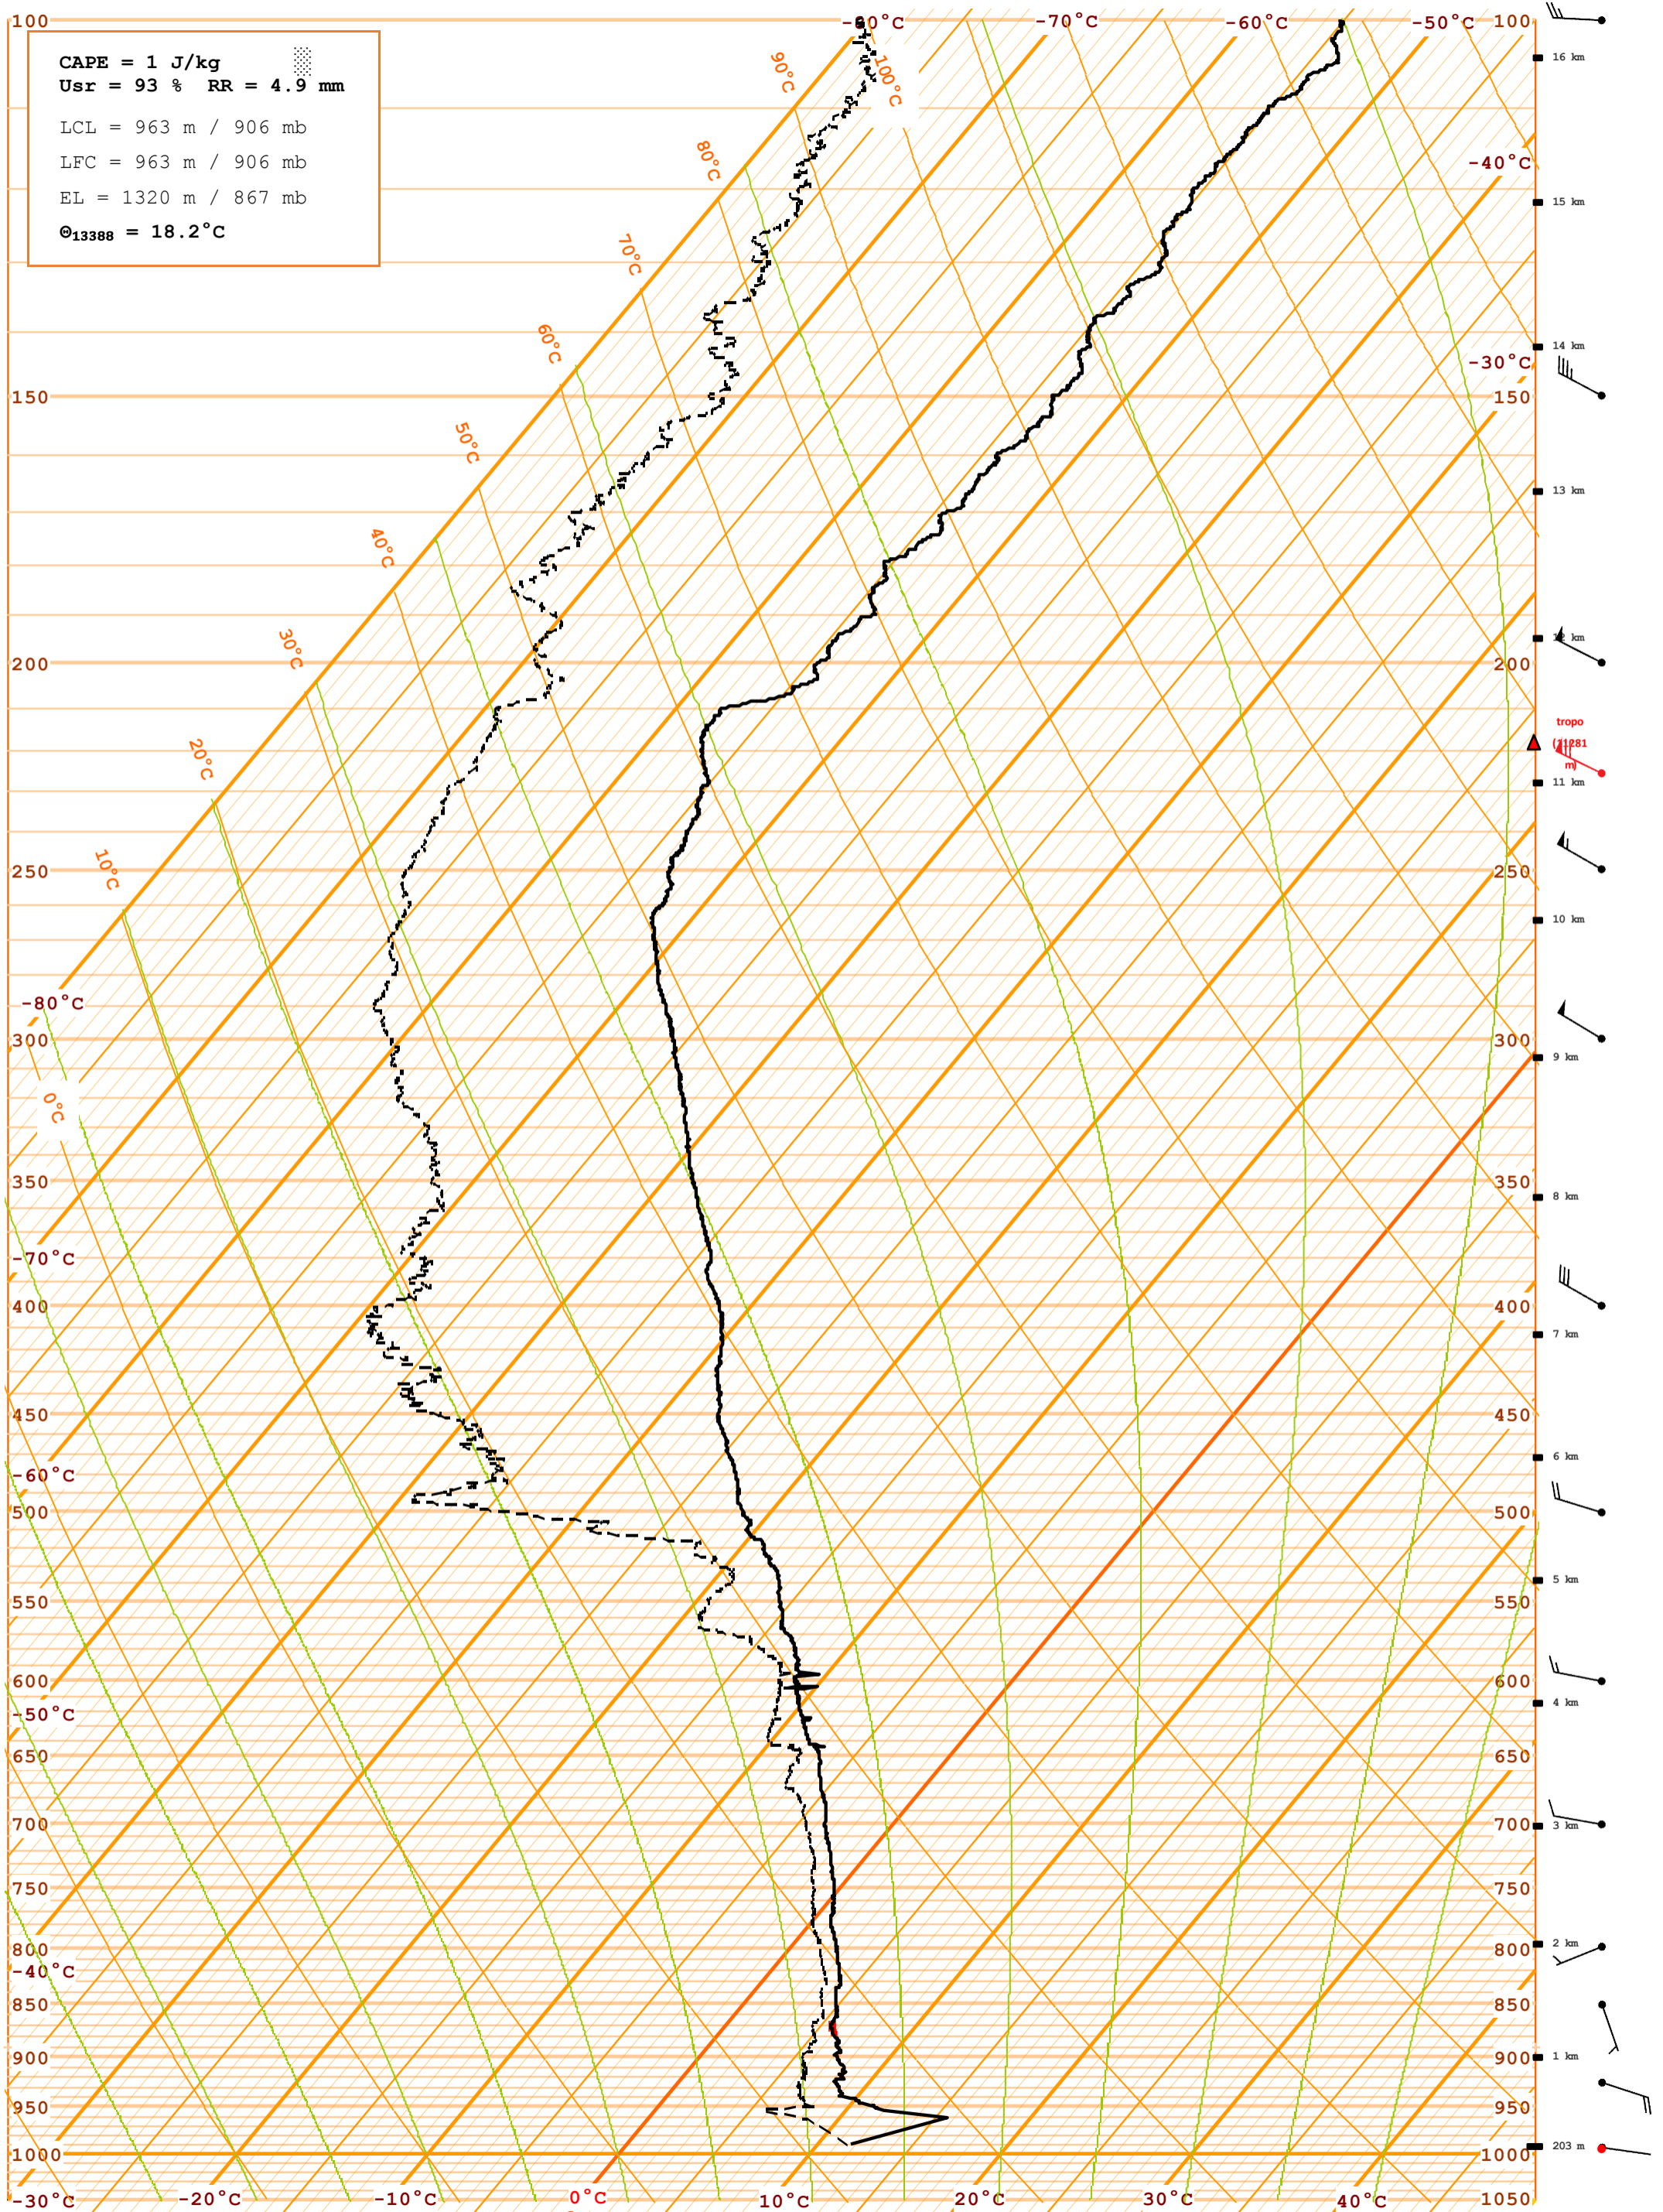 100
-80°C
-70°C
-60°C
-50°C
100
CAPE = 1 J/kg
Usr = 93 % RR = 4.9 mm
LCL = 963 m / 906 mb
LFC = 963 m / 906 mb
EL = 1320 m / 867 mb
Θ13388 = 18.2°C
16 km
90°C
100°C
80°C
-40°C
15 km
70°C
60°C
14 km
-30°C
150
150
50°C
13 km
40°C
30°C
12 km
200
200
tropo
(11281
m)
20°C
11 km
250
250
10°C
10 km
-80°C
300
300
9 km
0°C
350
350
8 km
-70°C
400
400
7 km
450
450
6 km
-60°C
500
500
5 km
550
550
600
600
4 km
-50°C
650
650
700
700
3 km
750
750
2 km
800
800
-40°C
850
850
900
900
1 km
950
950
203 m
1000
1000
-30°C
-20°C
-10°C
0°C
10°C
20°C
30°C
40°C
1050